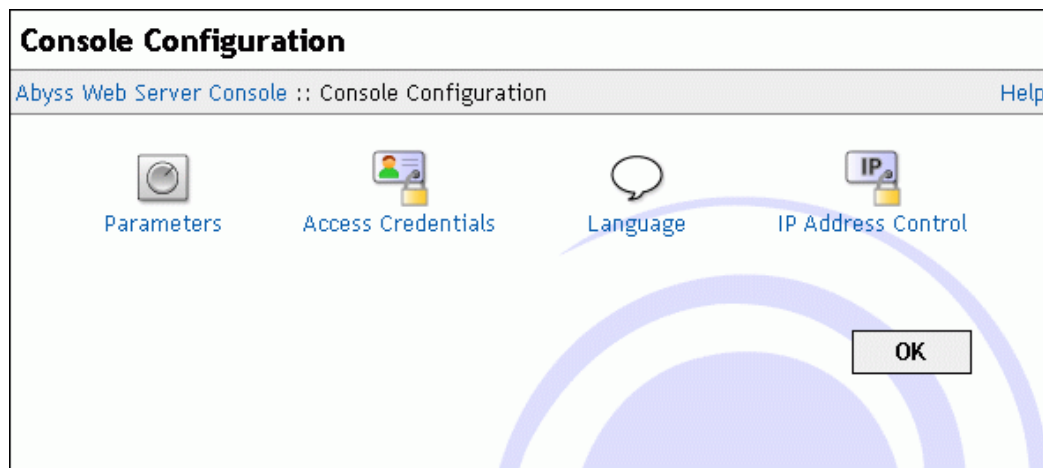 Console Configuration
Abyss Web Server Console :: Console Configuration Help
IP
Parameters Access Credentials Language IP Address Control
OK